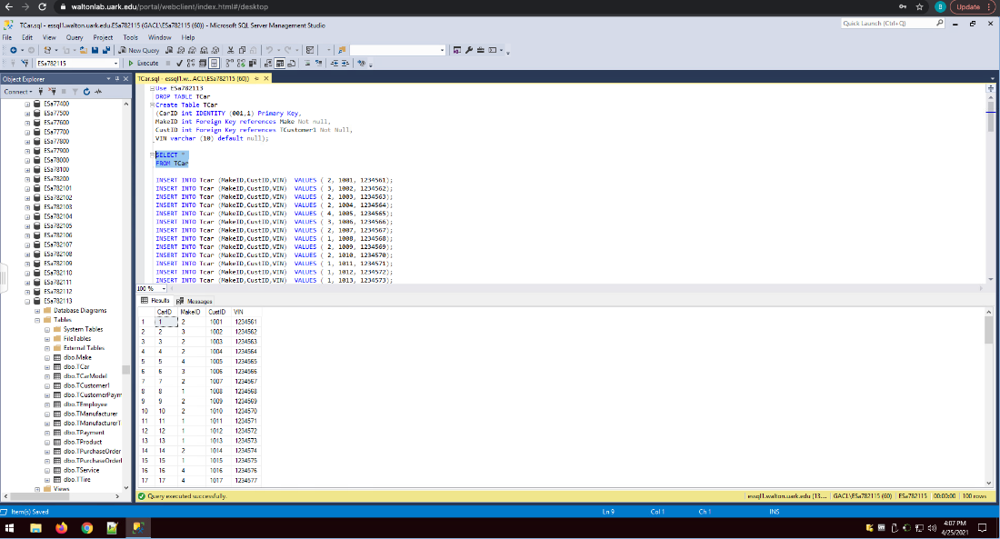 waltonlab.uark.edu/portal/webclient/index.html#/desktop
B
Update
TCar.sql - essql1.walton.uark.edu.ESa782115 (GACL\ESa782115 (60)) - Microsoft SQL Server Management Studio
Quick Launch (Ctrl+Q)
File Edit View Query Project Tools Window Help
New Query
ESa782115
Execute
Object Explorer
Connect
ESa77400
ESa77500
ESa77600
ESa77700
ESa77800
ESa77900
ESa78000
ESa78100
ESa78200
ESa782101
ESa782102
ESa782103
ESa782104
ESa782105
ESa782106
ESa782107
ESa782108
ESa782109
ESa782110
ESa782111
ESa782112
ESa782113
Database Diagrams
Tables
System Tables
FileTables
External Tables
dbo.Make
dbo.TCar
dbo.TCarModel
dbo.TCustomer1
dbo.TCustomerPaym
dbo.TEmployee
dbo.TManufacturer
dbo.TManufacturer1
dbo.TPayment
dbo.TProduct
dbo.TPurchaseOrder
dbo.TPurchaseOrderl
dbo.TService
dbo.TTire
Views
TCar.sql - essql1.w...ACL\ESa782115 (60))
Use ESa782113
DROP TABLE TCar
Create Table TCar
(CarID int IDENTITY (001,1) Primary Key,
MakeID int Foreign Key references Make Not null,
CustID int Foreign Key references TCustomer1 Not Null,
VIN varchar (10) default null);
SELECT *
FROM TCar
INSERT INTO Tcar (MakeID,CustID,VIN) VALUES ( 2, 1001, 1234561);
INSERT INTO Tcar (MakeID,CustID,VIN) VALUES ( 3, 1002, 1234562);
INSERT INTO Tcar (MakeID,CustID,VIN) VALUES ( 2, 1003, 1234563);
INSERT INTO Tcar (MakeID,CustID,VIN) VALUES ( 2, 1004, 1234564);
INSERT INTO Tcar (MakeID,CustID,VIN) VALUES ( 4, 1005, 1234565);
INSERT INTO Tcar (MakeID,CustID,VIN) VALUES ( 3, 1006, 1234566);
INSERT INTO Tcar (MakeID,CustID,VIN) VALUES ( 2, 1007, 1234567);
INSERT INTO Tcar (MakeID,CustID,VIN) VALUES ( 1, 1008, 1234568);
INSERT INTO Tcar (MakeID,CustID,VIN) VALUES ( 2, 1009, 1234569);
INSERT INTO Tcar (MakeID,CustID,VIN) VALUES ( 2, 1010, 1234570);
INSERT INTO Tcar (MakeID,CustID,VIN) VALUES ( 1, 1011, 1234571);
INSERT INTO Tcar (MakeID,CustID,VIN) VALUES ( 1, 1012, 1234572);
INSERT INTO Tcar (MakeID,CustID,VIN) VALUES ( 1, 1013, 1234573);
100 %
Results Messages
CarID MakeID CustID VIN
1 1 2 1001 1234561
2 2 3 1002 1234562
3 3 2 1003 1234563
4 4 2 1004 1234564
5 5 4 1005 1234565
6 6 3 1006 1234566
7 7 2 1007 1234567
8 8 1 1008 1234568
9 9 2 1009 1234569
10 10 2 1010 1234570
11 11 1 1011 1234571
12 12 1 1012 1234572
13 13 1 1013 1234573
14 14 2 1014 1234574
15 15 1 1015 1234575
16 16 4 1016 1234576
17 17 4 1017 1234577
Query executed successfully.
essql1.walton.uark.edu (13.... GACL\ESa782115 (60) ESa782115 00:00:00 100 rows
Item(s) Saved
Ln 9 Col 1 Ch 1 INS
4:07 PM
4/25/2021